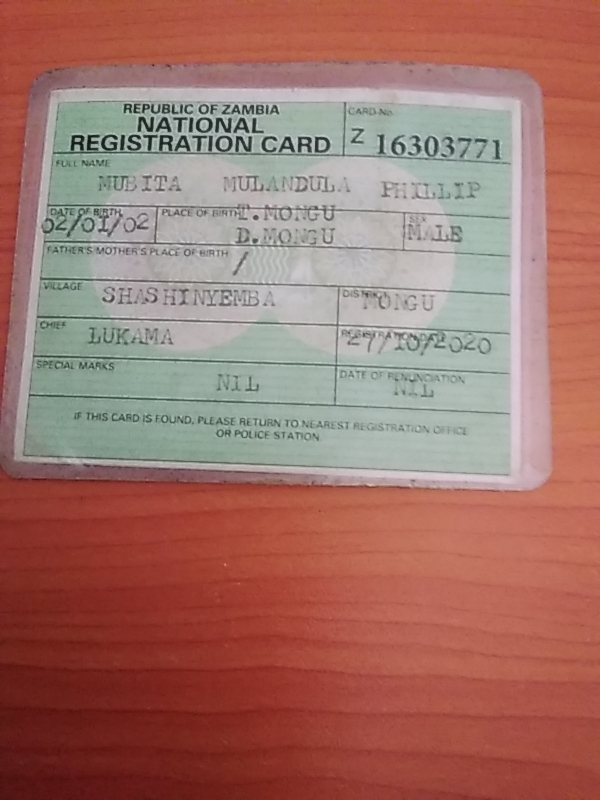 REPUBLIC OF ZAMBIA
NATIONAL
REGISTRATION CARD
CARD No.
Z 16303771
FULL NAME
MUBITA MULANDULA PHILLIP
DATE OF BIRTH
02/01/02
PLACE OF BIRTH
T.MONGU
D.MONGU
SEX
MALE
FATHER'S/MOTHER'S PLACE OF BIRTH
/
VILLAGE
SHASHINYEMBA
DISTRICT
MONGU
CHIEF
LUKAMA
REGISTRATION DATE
27/10/2020
SPECIAL MARKS
NIL
DATE OF RENUNCIATION
NIL
IF THIS CARD IS FOUND, PLEASE RETURN TO NEAREST REGISTRATION OFFICE
OR POLICE STATION.